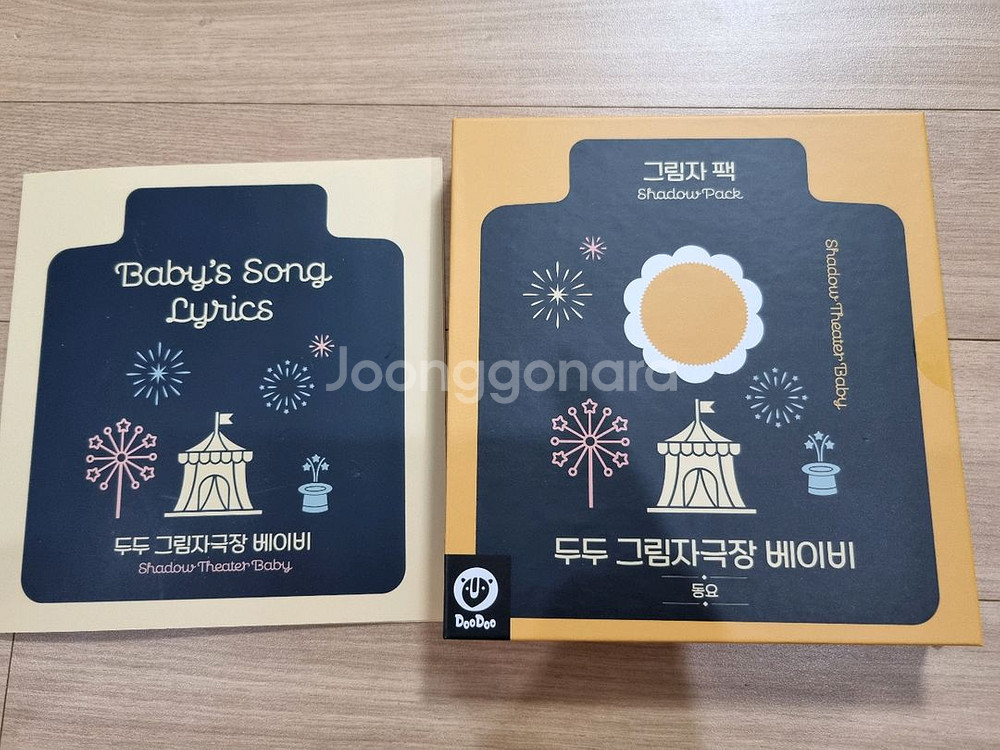 Baby's Song
Lyrics
두두 그림자극장 베이비
Shadow Theater Baby
그림자 팩
Shadow Pack
Shadow Theater Baby
두두 그림자극장 베이비
동요
DooDoo
Joonggonara